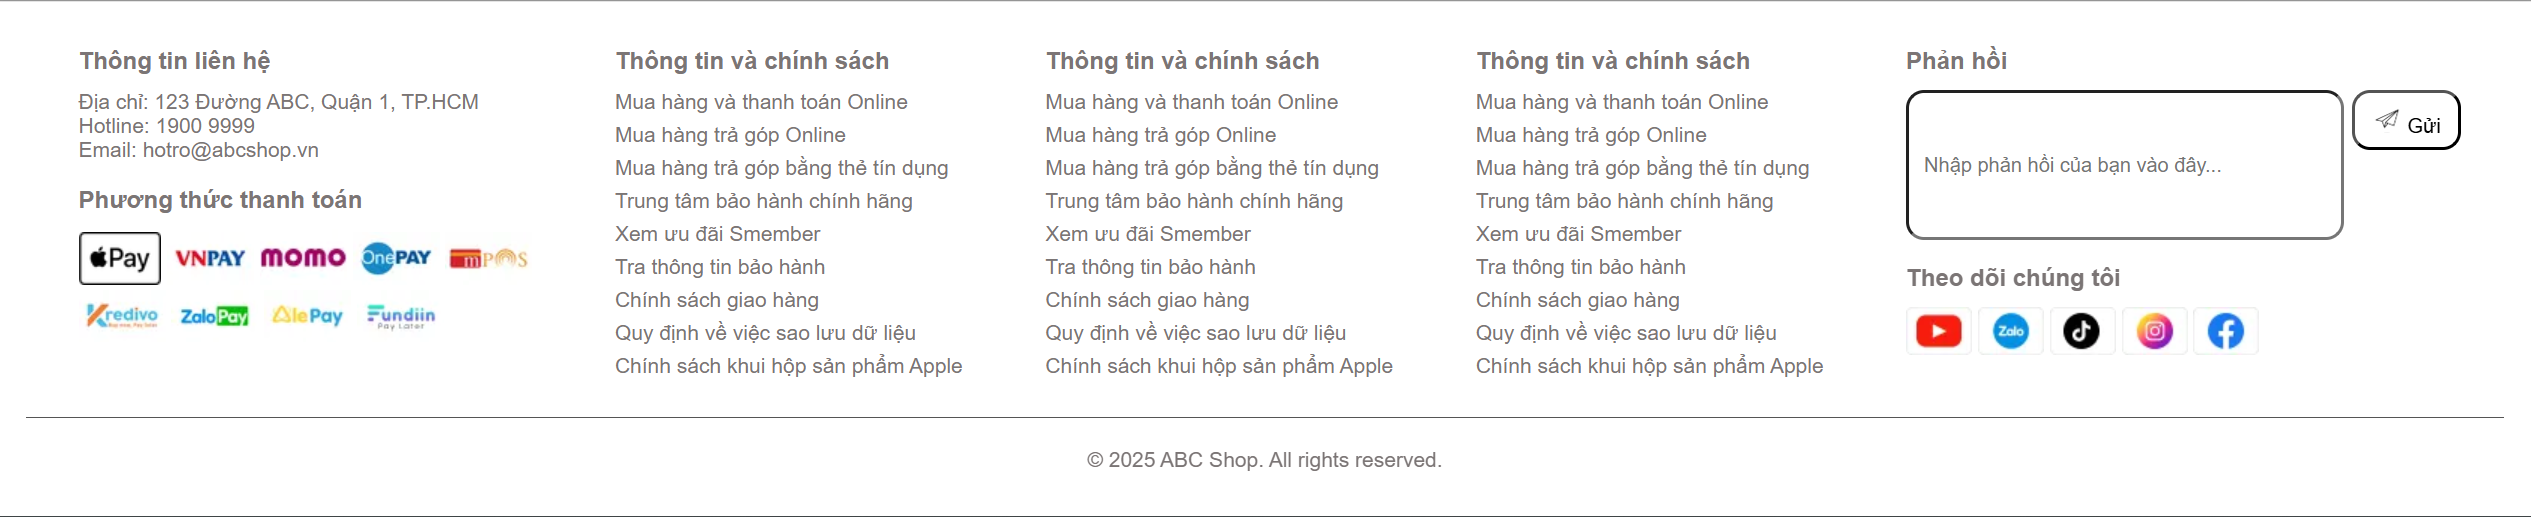 Thông tin liên hệ
Địa chỉ: 123 Đường ABC, Quận 1, TP.HCM
Hotline: 1900 9999
Email: hotro@abcshop.vn
Phương thức thanh toán
Pay VNPAY momo OnePAY mPOS
Kredivo ZaloPay AlePay Fundiin
Pay Later
Thông tin và chính sách
Mua hàng và thanh toán Online
Mua hàng trả góp Online
Mua hàng trả góp bằng thẻ tín dụng
Trung tâm bảo hành chính hãng
Xem ưu đãi Smember
Tra thông tin bảo hành
Chính sách giao hàng
Quy định về việc sao lưu dữ liệu
Chính sách khui hộp sản phẩm Apple
Thông tin và chính sách
Mua hàng và thanh toán Online
Mua hàng trả góp Online
Mua hàng trả góp bằng thẻ tín dụng
Trung tâm bảo hành chính hãng
Xem ưu đãi Smember
Tra thông tin bảo hành
Chính sách giao hàng
Quy định về việc sao lưu dữ liệu
Chính sách khui hộp sản phẩm Apple
Thông tin và chính sách
Mua hàng và thanh toán Online
Mua hàng trả góp Online
Mua hàng trả góp bằng thẻ tín dụng
Trung tâm bảo hành chính hãng
Xem ưu đãi Smember
Tra thông tin bảo hành
Chính sách giao hàng
Quy định về việc sao lưu dữ liệu
Chính sách khui hộp sản phẩm Apple
Phản hồi
Nhập phản hồi của bạn vào đây...
Gửi
Theo dõi chúng tôi
Zalo
© 2025 ABC Shop. All rights reserved.